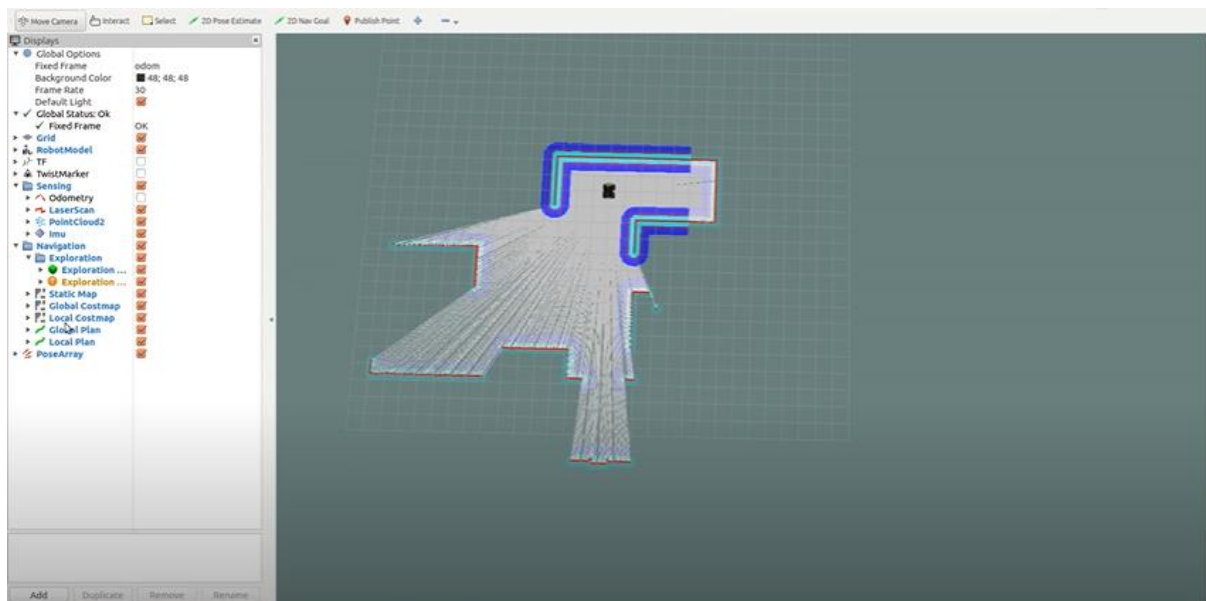 Move Camera Interact Select 2D Pose Estimate 2D Nav Goal Publish Point
Displays
Global Options
Fixed Frame odom
Background Color 48; 48; 48
Frame Rate 30
Default Light
Global Status: Ok
Fixed Frame OK
Grid
RobotModel
TF
TwistMarker
Sensing
Odometry
LaserScan
PointCloud2
Imu
Navigation
Exploration
Exploration ...
Exploration ...
Static Map
Global Costmap
Local Costmap
Global Plan
Local Plan
PoseArray
Add Duplicate Remove Rename